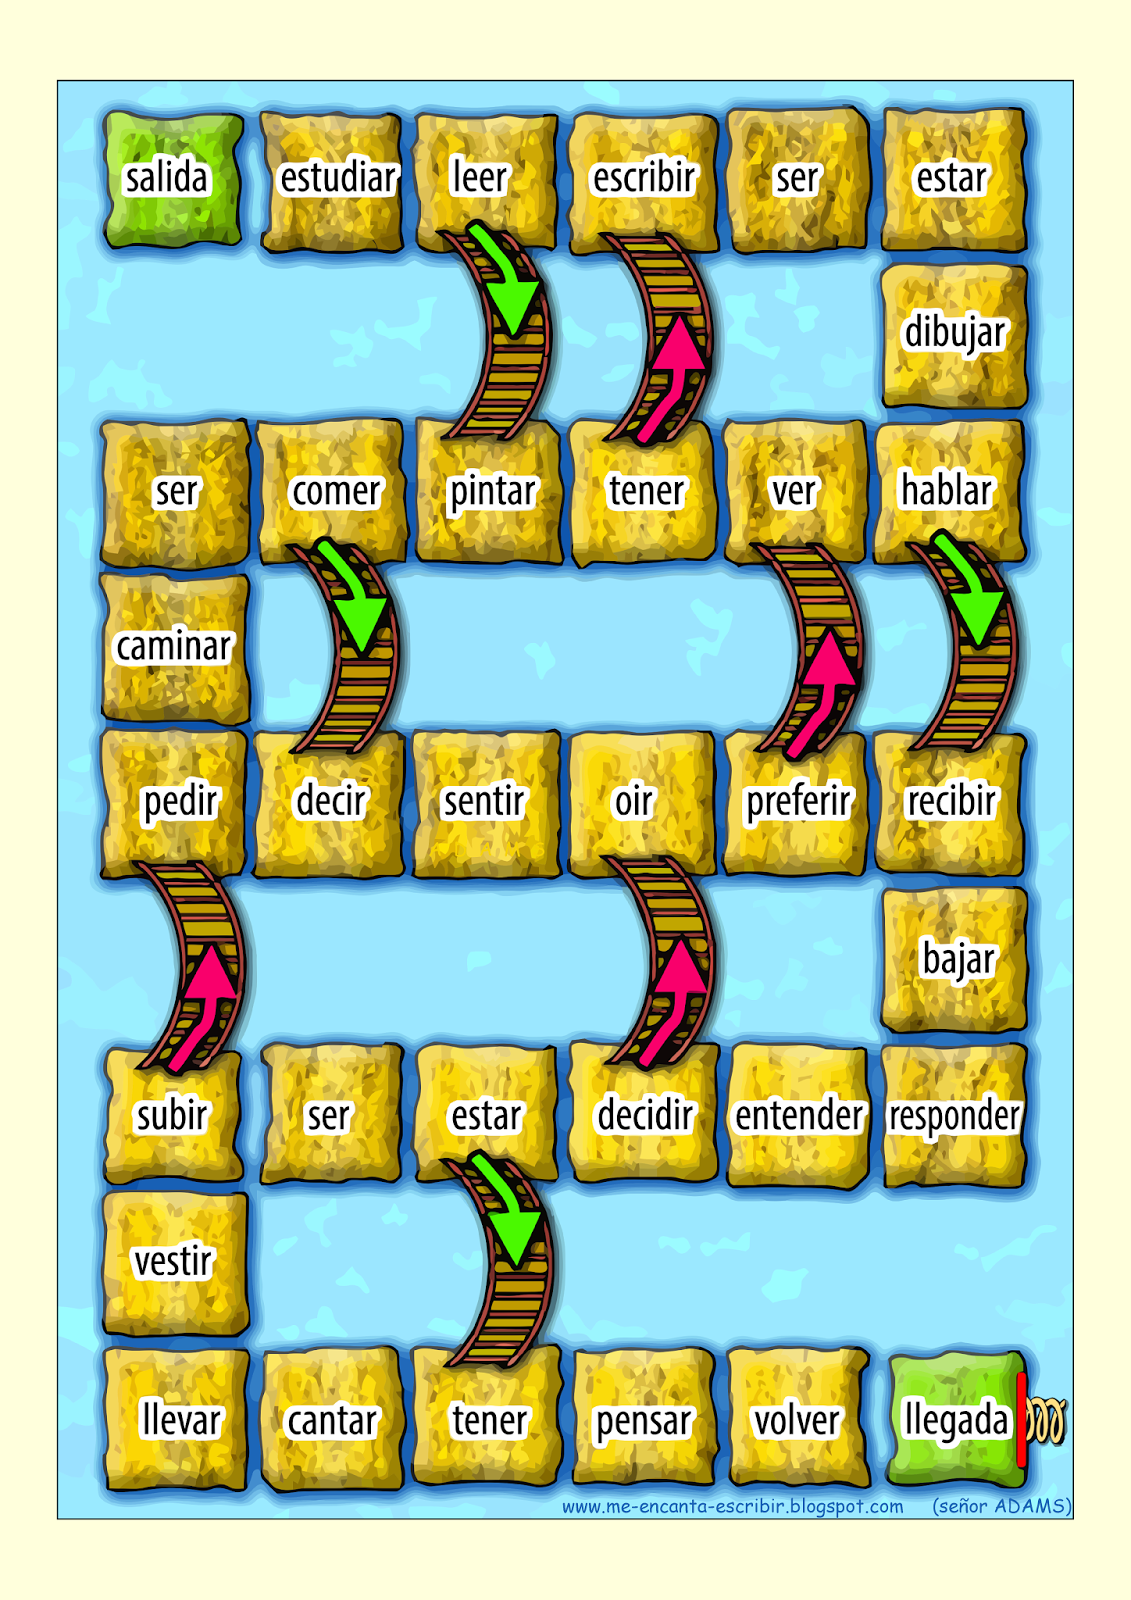 salida estudiar leer escribir ser estar
dibujar
ser comer pintar tener ver hablar
caminar
pedir decir sentir oir preferir recibir
bajar
subir ser estar decidir entender responder
vestir
llevar cantar tener pensar volver llegada
www.me-encanta-escribir.blogspot.com (señor ADAMS)